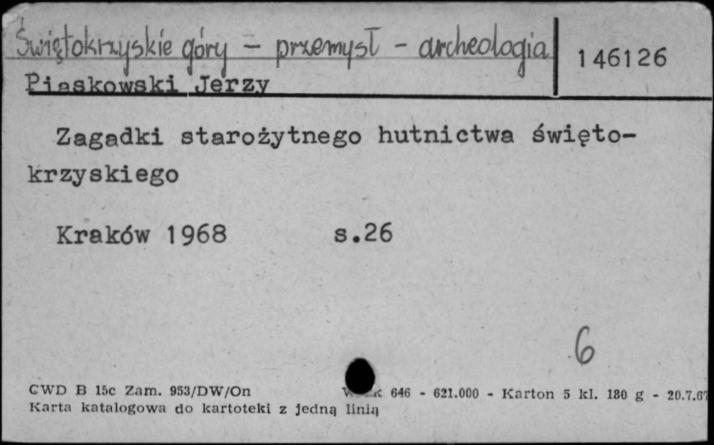 Świętokrzyskie góry - przemysł - archeologia
146126
Piaskowski Jerzy
Zagadki starożytnego hutnictwa święto-
krzyskiego
Kraków 1968 s.26
6
CWD B 15c Zam. 953/DW/On 646 - 621.000 - Karton 5 kl. 180 g - 20.7.67
Karta katalogowa do kartoteki z jedną linią